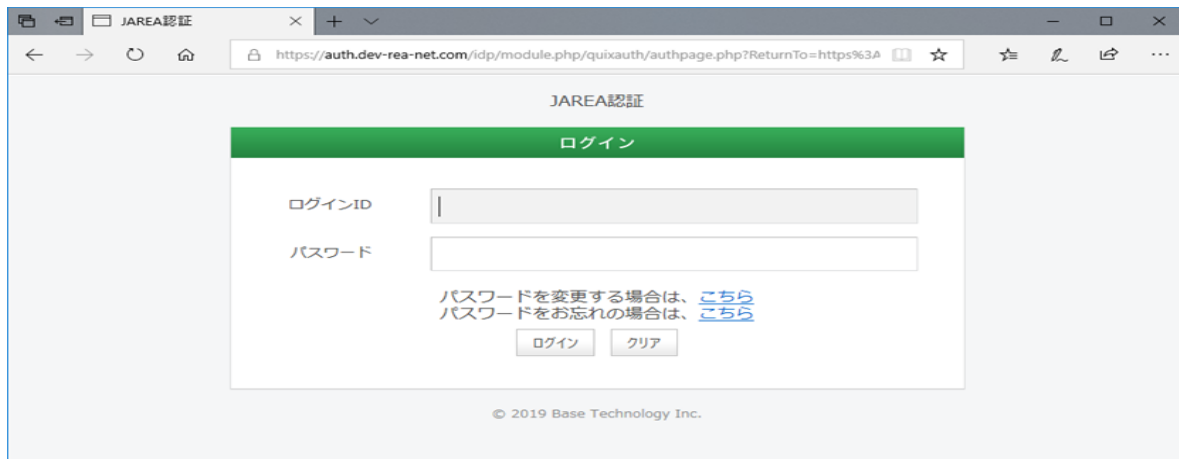 JAREA認証
https://auth.dev-rea-net.com/idp/module.php/quixauth/authpage.php?ReturnTo=https%3A
JAREA認証
ログイン
ログインID
パスワード
パスワードを変更する場合は、こちら
パスワードをお忘れの場合は、こちら
ログイン クリア
© 2019 Base Technology Inc.